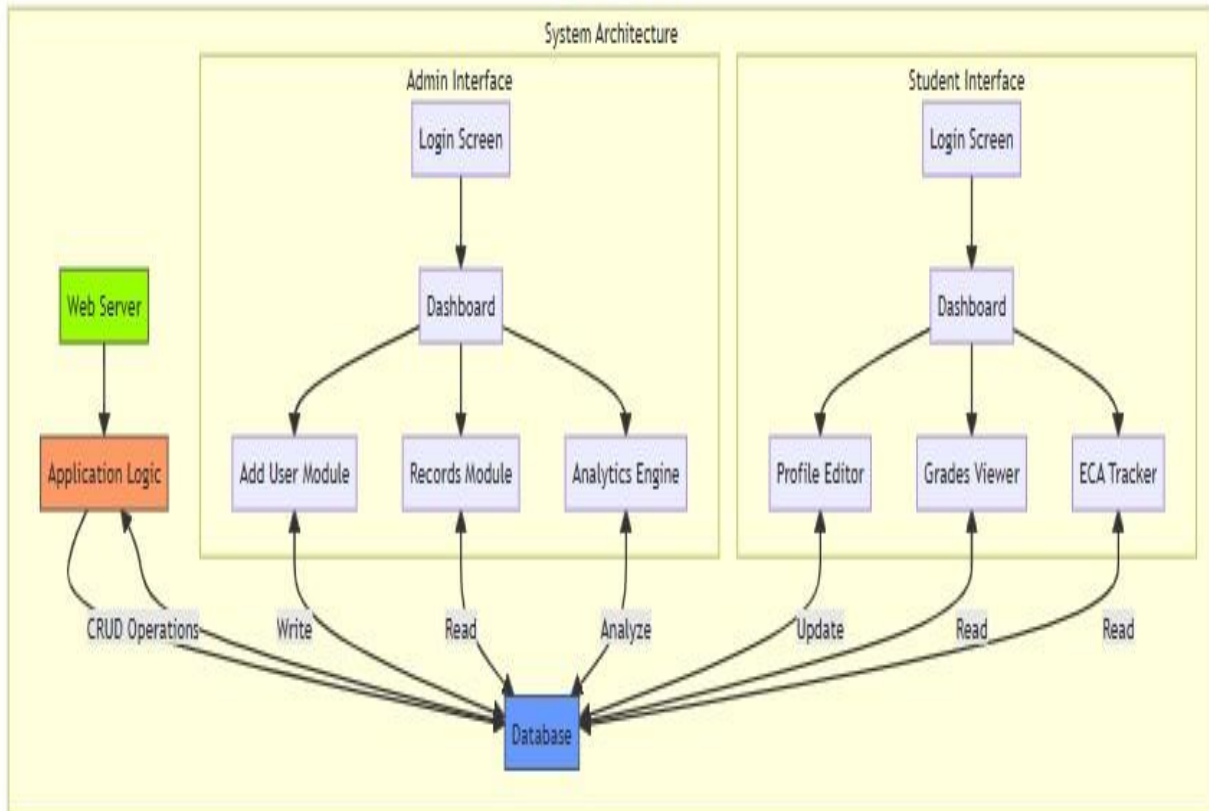 System Architecture
Admin Interface
Student Interface
Login Screen
Login Screen
Web Server
Dashboard
Dashboard
Application Logic
Add User Module
Records Module
Analytics Engine
Profile Editor
Grades Viewer
ECA Tracker
CRUD Operations
Write
Read
Analyze
Update
Read
Read
Database